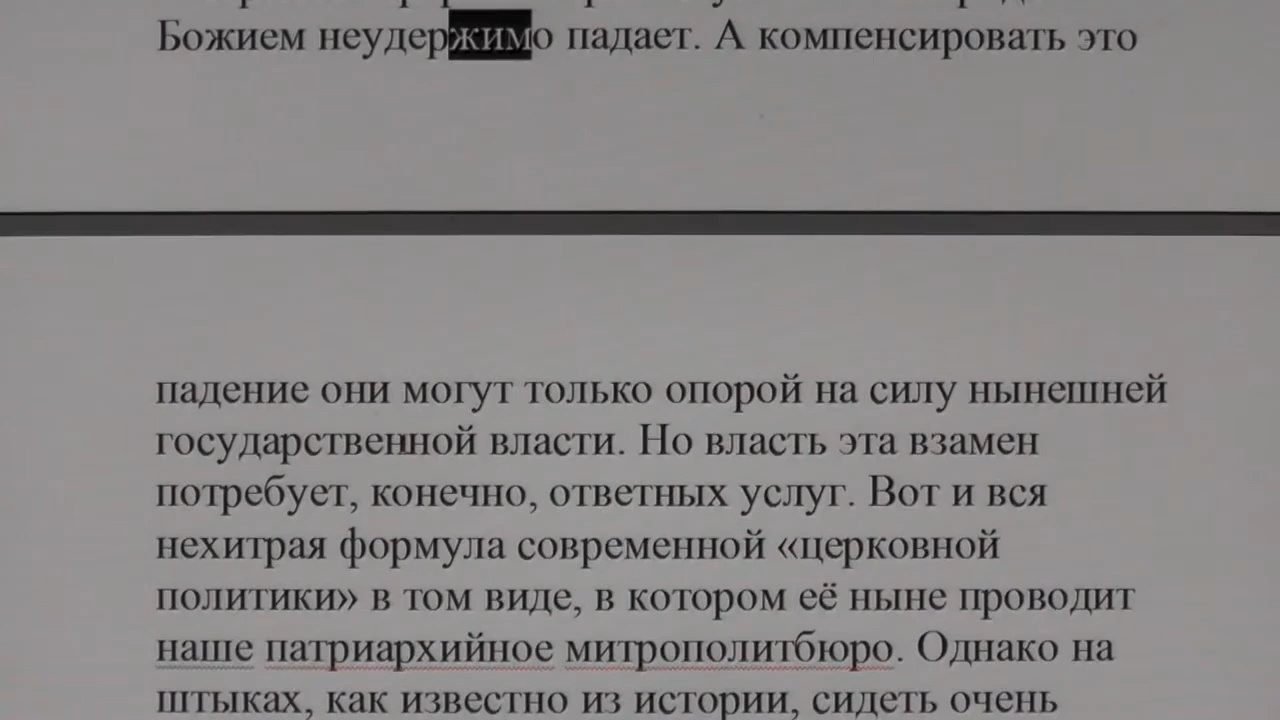 Божием неудержимо падает. А компенсировать это
падение они могут только опорой на силу нынешней
государственной власти. Но власть эта взамен
потребует, конечно, ответных услуг. Вот и вся
нехитрая формула современной «церковной
политики» в том виде, в котором её ныне проводит
наше патриархийное митрополитбюро. Однако на
штыках, как известно из истории, сидеть очень